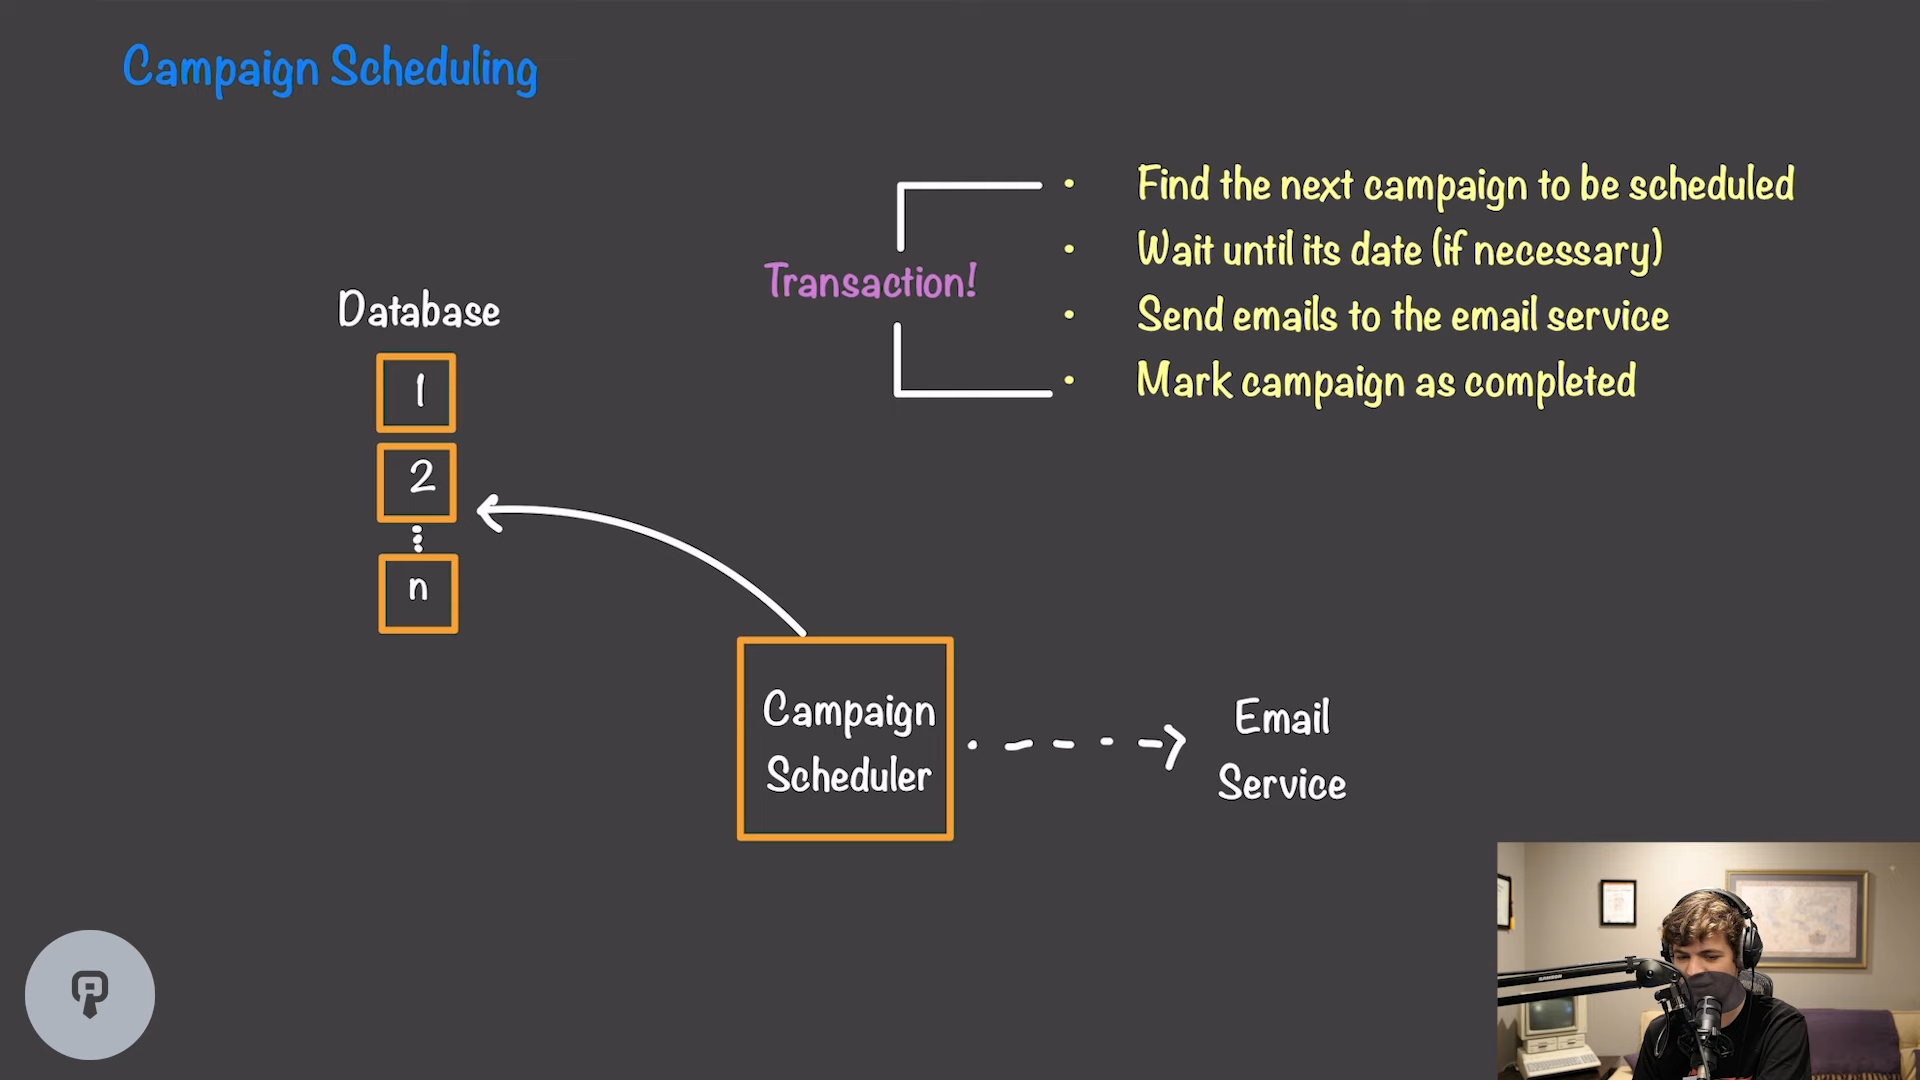 Campaign Scheduling
• Find the next campaign to be scheduled
• Wait until its date (if necessary)
Transaction!
• Send emails to the email service
• Mark campaign as completed
Database
1
2
n
Campaign
Scheduler
Email
Service
SAMSON